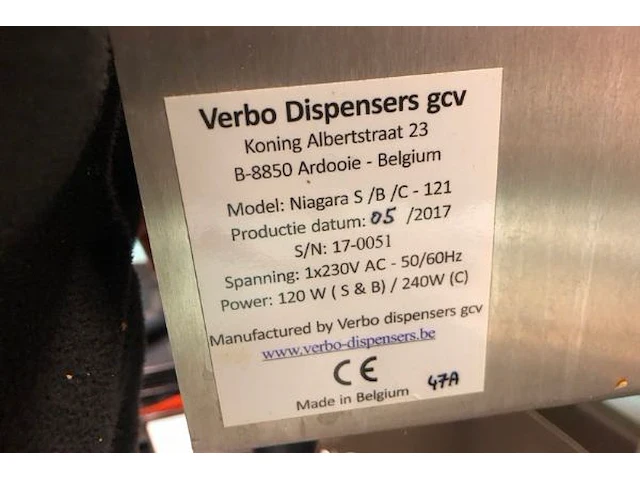 Verbo Dispensers gcv
Koning Albertstraat 23
B-8850 Ardooie - Belgium
Model: Niagara S /B /C - 121
Productie datum: 05 /2017
S/N: 17-0051
Spanning: 1x230V AC - 50/60Hz
Power: 120 W ( S & B) / 240W (C)
Manufactured by Verbo dispensers gcv
www.verbo-dispensers.be
CE
Made in Belgium
47A